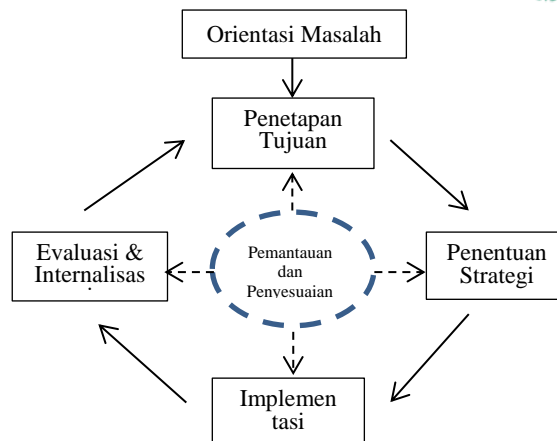 Orientasi Masalah
Penetapan
Tujuan
Evaluasi &
Internalisas
Pemantauan
dan
Penyesuaian
Penentuan
Strategi
Implemen
tasi